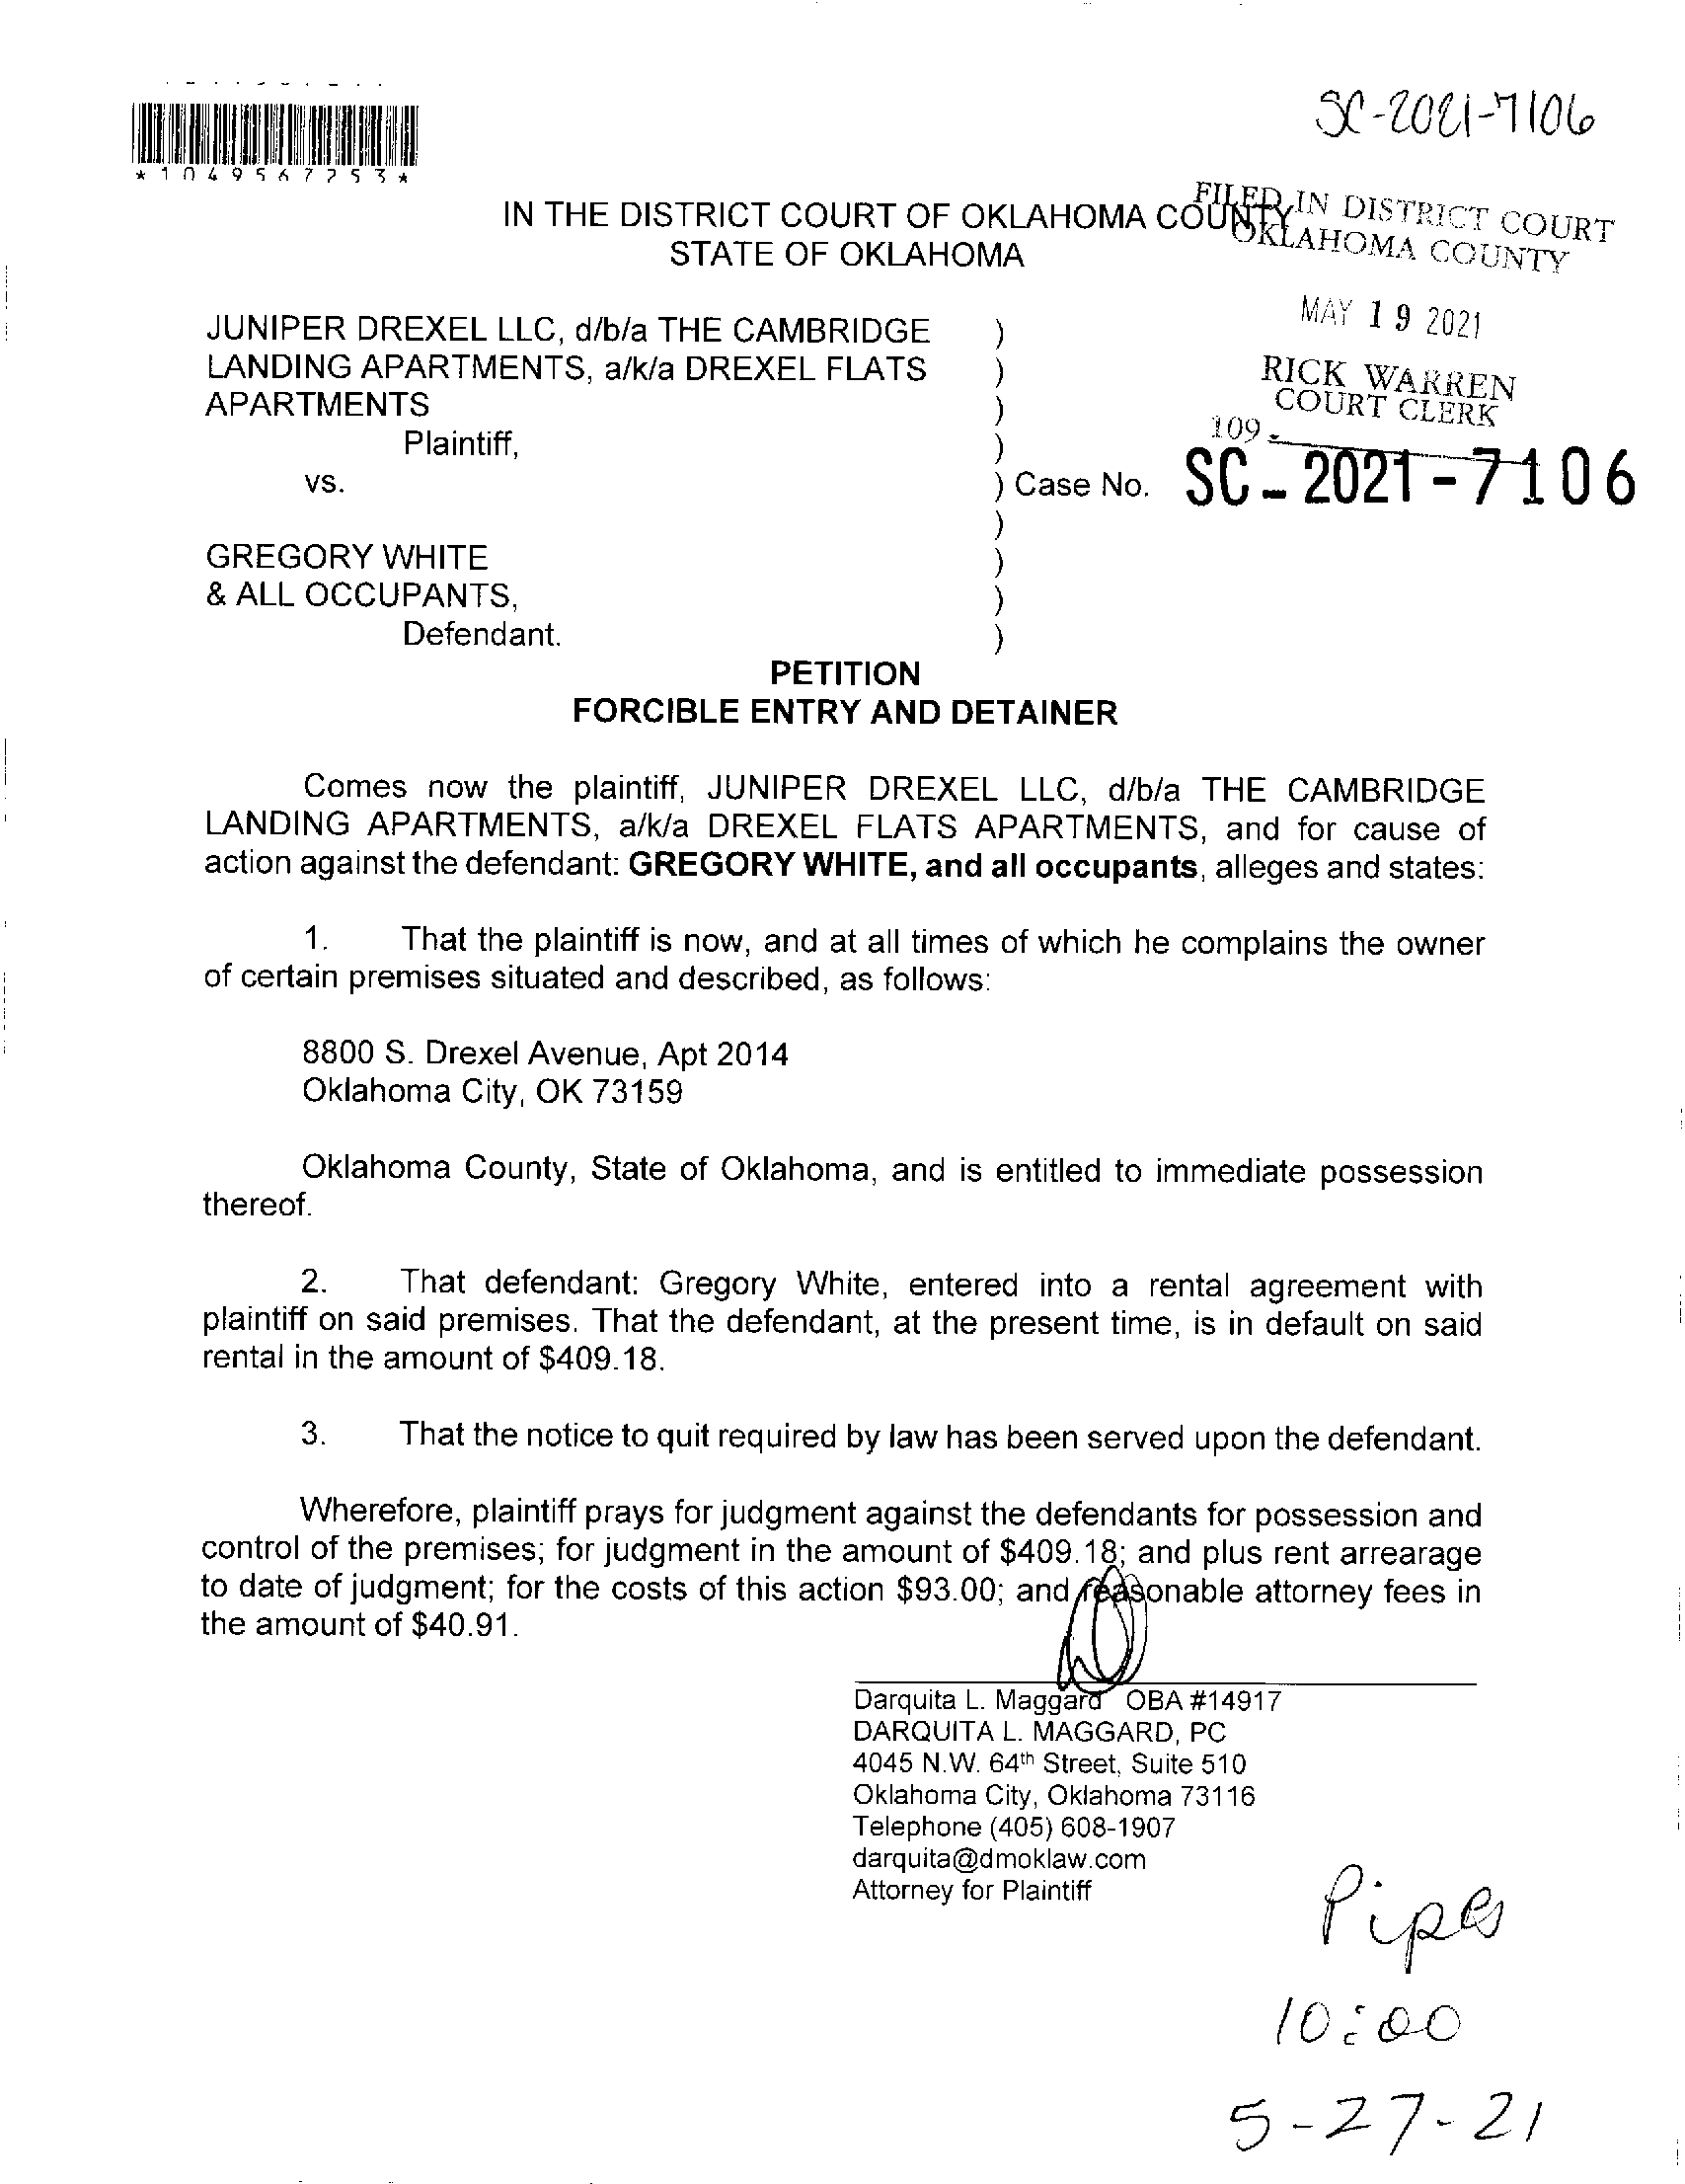 SC-2021-7106
*1049567253*
IN THE DISTRICT COURT OF OKLAHOMA COUNTY
STATE OF OKLAHOMA
FILED IN DISTRICT COURT
OKLAHOMA COUNTY
MAY 19 2021
RICK WARREN
COURT CLERK
109
JUNIPER DREXEL LLC, d/b/a THE CAMBRIDGE )
LANDING APARTMENTS, a/k/a DREXEL FLATS )
APARTMENTS )
Plaintiff, )
vs. ) Case No. SC-2021-7106
)
GREGORY WHITE )
& ALL OCCUPANTS, )
Defendant. )
PETITION
FORCIBLE ENTRY AND DETAINER
Comes now the plaintiff, JUNIPER DREXEL LLC, d/b/a THE CAMBRIDGE
LANDING APARTMENTS, a/k/a DREXEL FLATS APARTMENTS, and for cause of
action against the defendant: GREGORY WHITE, and all occupants, alleges and states:
1. That the plaintiff is now, and at all times of which he complains the owner
of certain premises situated and described, as follows:
8800 S. Drexel Avenue, Apt 2014
Oklahoma City, OK 73159
Oklahoma County, State of Oklahoma, and is entitled to immediate possession
thereof.
2. That defendant: Gregory White, entered into a rental agreement with
plaintiff on said premises. That the defendant, at the present time, is in default on said
rental in the amount of $409.18.
3. That the notice to quit required by law has been served upon the defendant.
Wherefore, plaintiff prays for judgment against the defendants for possession and
control of the premises; for judgment in the amount of $409.18; and plus rent arrearage
to date of judgment; for the costs of this action $93.00; and reasonable attorney fees in
the amount of $40.91.
Darquita L. Maggard OBA #14917
DARQUITA L. MAGGARD, PC
4045 N.W. 64th Street, Suite 510
Oklahoma City, Oklahoma 73116
Telephone (405) 608-1907
darquita@dmoklaw.com
Attorney for Plaintiff
Pipes
10:00
5-27-21